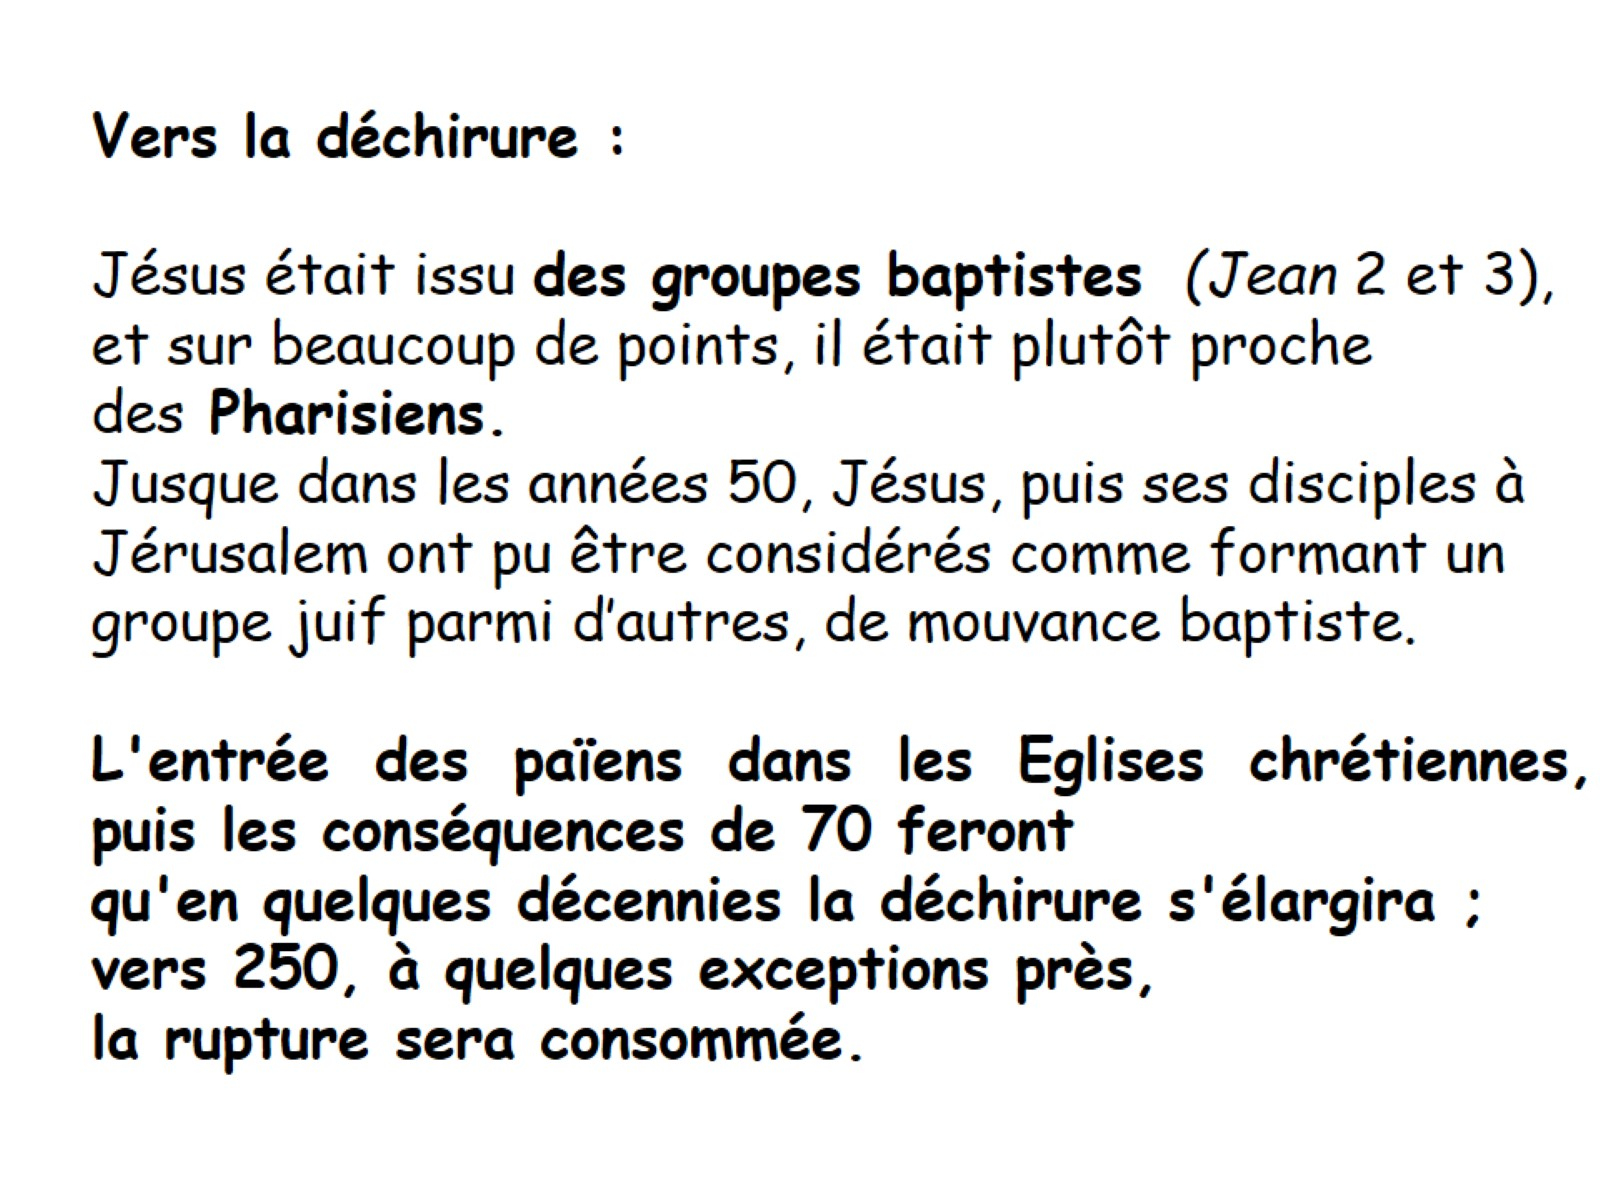 Vers la déchirure :
Jésus était issu des groupes baptistes (Jean 2 et 3),
et sur beaucoup de points, il était plutôt proche
des Pharisiens.
Jusque dans les années 50, Jésus, puis ses disciples à
Jérusalem ont pu être considérés comme formant un
groupe juif parmi d’autres, de mouvance baptiste.
L'entrée des païens dans les Eglises chrétiennes,
puis les conséquences de 70 feront
qu'en quelques décennies la déchirure s'élargira ;
vers 250, à quelques exceptions près,
la rupture sera consommée.